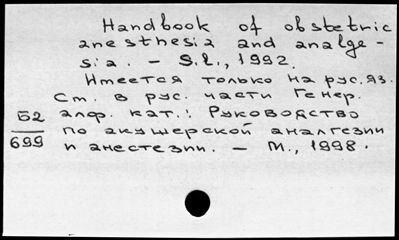 Handbook of obstetric
anesthesia and analge-
sia. - S.l., 1992.
Имеется только на рус.яз.
См. в рус. части Генер.
алф. кат.: Руководство
по акушерской аналгезии
и анестезии. - М., 1998.
Б2
699